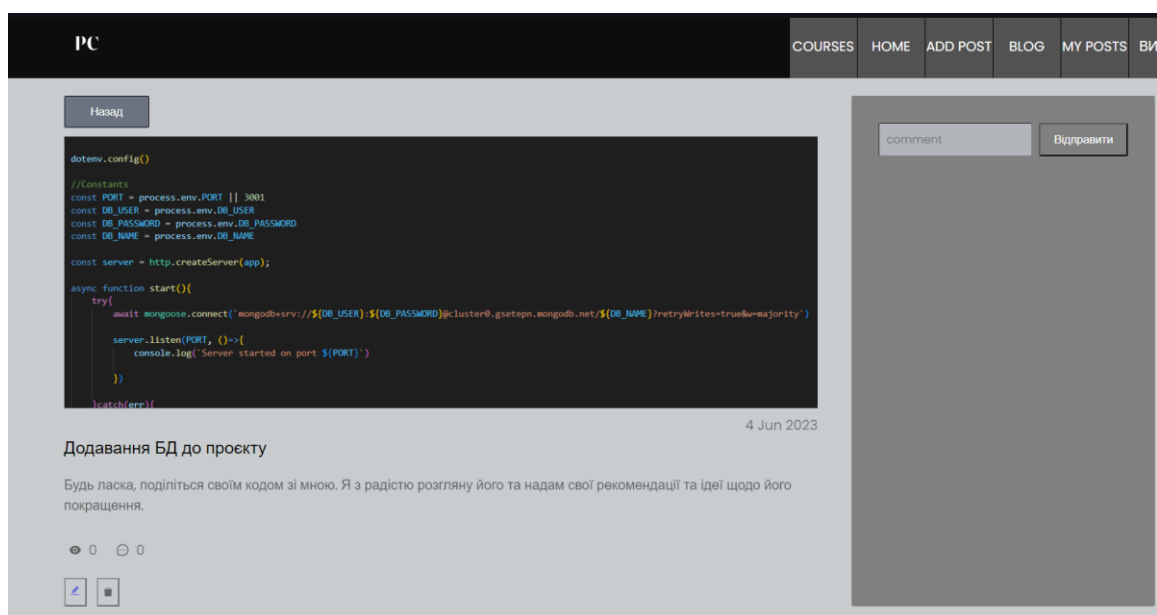 PC
COURSES HOME ADD POST BLOG MY POSTS ВИ
Назад
dotenv.config()
//Constants
const PORT = process.env.PORT || 3001
const DB_USER = process.env.DB_USER
const DB_PASSWORD = process.env.DB_PASSWORD
const DB_NAME = process.env.DB_NAME
const server = http.createServer(app);
async function start(){
try{
await mongoose.connect(`mongodb+srv://${DB_USER}:${DB_PASSWORD}@cluster0.gsetepn.mongodb.net/${DB_NAME}?retryWrites=true&w=majority`)
server.listen(PORT, ()=>{
console.log(`Server started on port ${PORT}`)
})
}catch(err){
4 Jun 2023
Додавання БД до проєкту
Будь ласка, поділіться своїм кодом зі мною. Я з радістю розгляну його та надам свої рекомендації та ідеї щодо його
покращення.
0 0
comment
Відправити